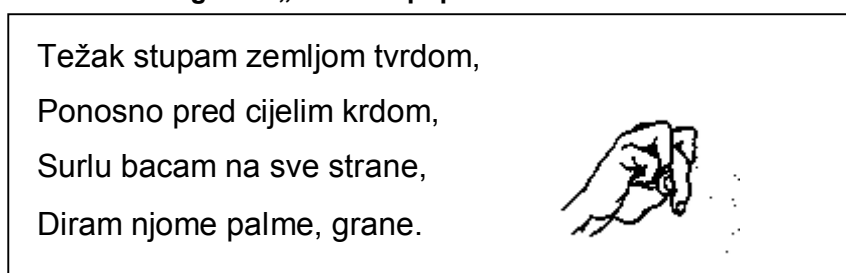 Težak stupam zemljom tvrdom,
Ponosno pred cijelim krdom,
Surlu bacam na sve strane,
Diram njome palme, grane.